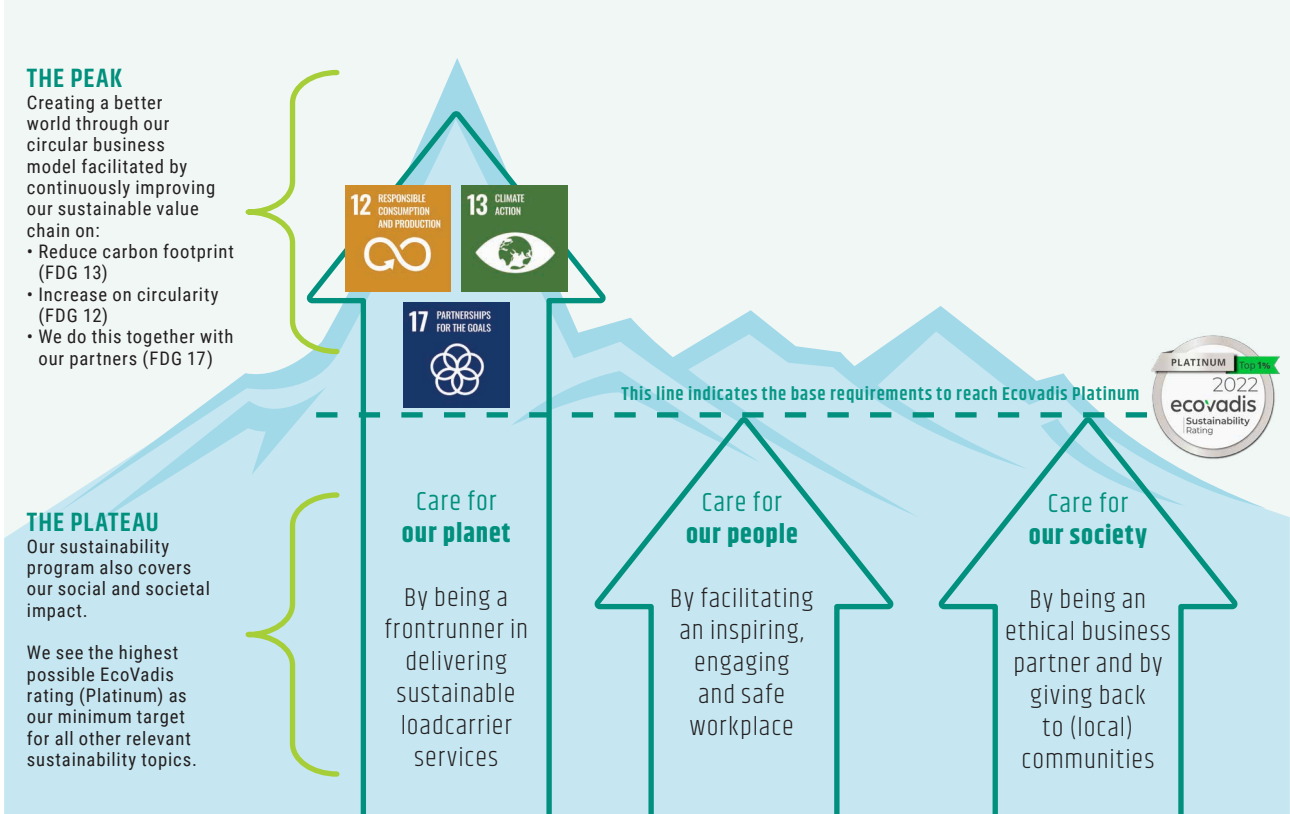 THE PEAK
Creating a better
world through our
circular business
model facilitated by
continuously improving
our sustainable value
chain on:
• Reduce carbon footprint
(FDG 13)
• Increase on circularity
(FDG 12)
• We do this together with
our partners (FDG 17)
12 RESPONSIBLE
CONSUMPTION
AND PRODUCTION
13 CLIMATE
ACTION
17 PARTNERSHIPS
FOR THE GOALS
This line indicates the base requirements to reach Ecovadis Platinum
PLATINUM Top 1%
2022
ecovadis
Sustainability
Rating
THE PLATEAU
Our sustainability
program also covers
our social and societal
impact.
We see the highest
possible EcoVadis
rating (Platinum) as
our minimum target
for all other relevant
sustainability topics.
Care for
our planet
By being a
frontrunner in
delivering
sustainable
loadcarrier
services
Care for
our people
By facilitating
an inspiring,
engaging
and safe
workplace
Care for
our society
By being an
ethical business
partner and by
giving back
to (local)
communities